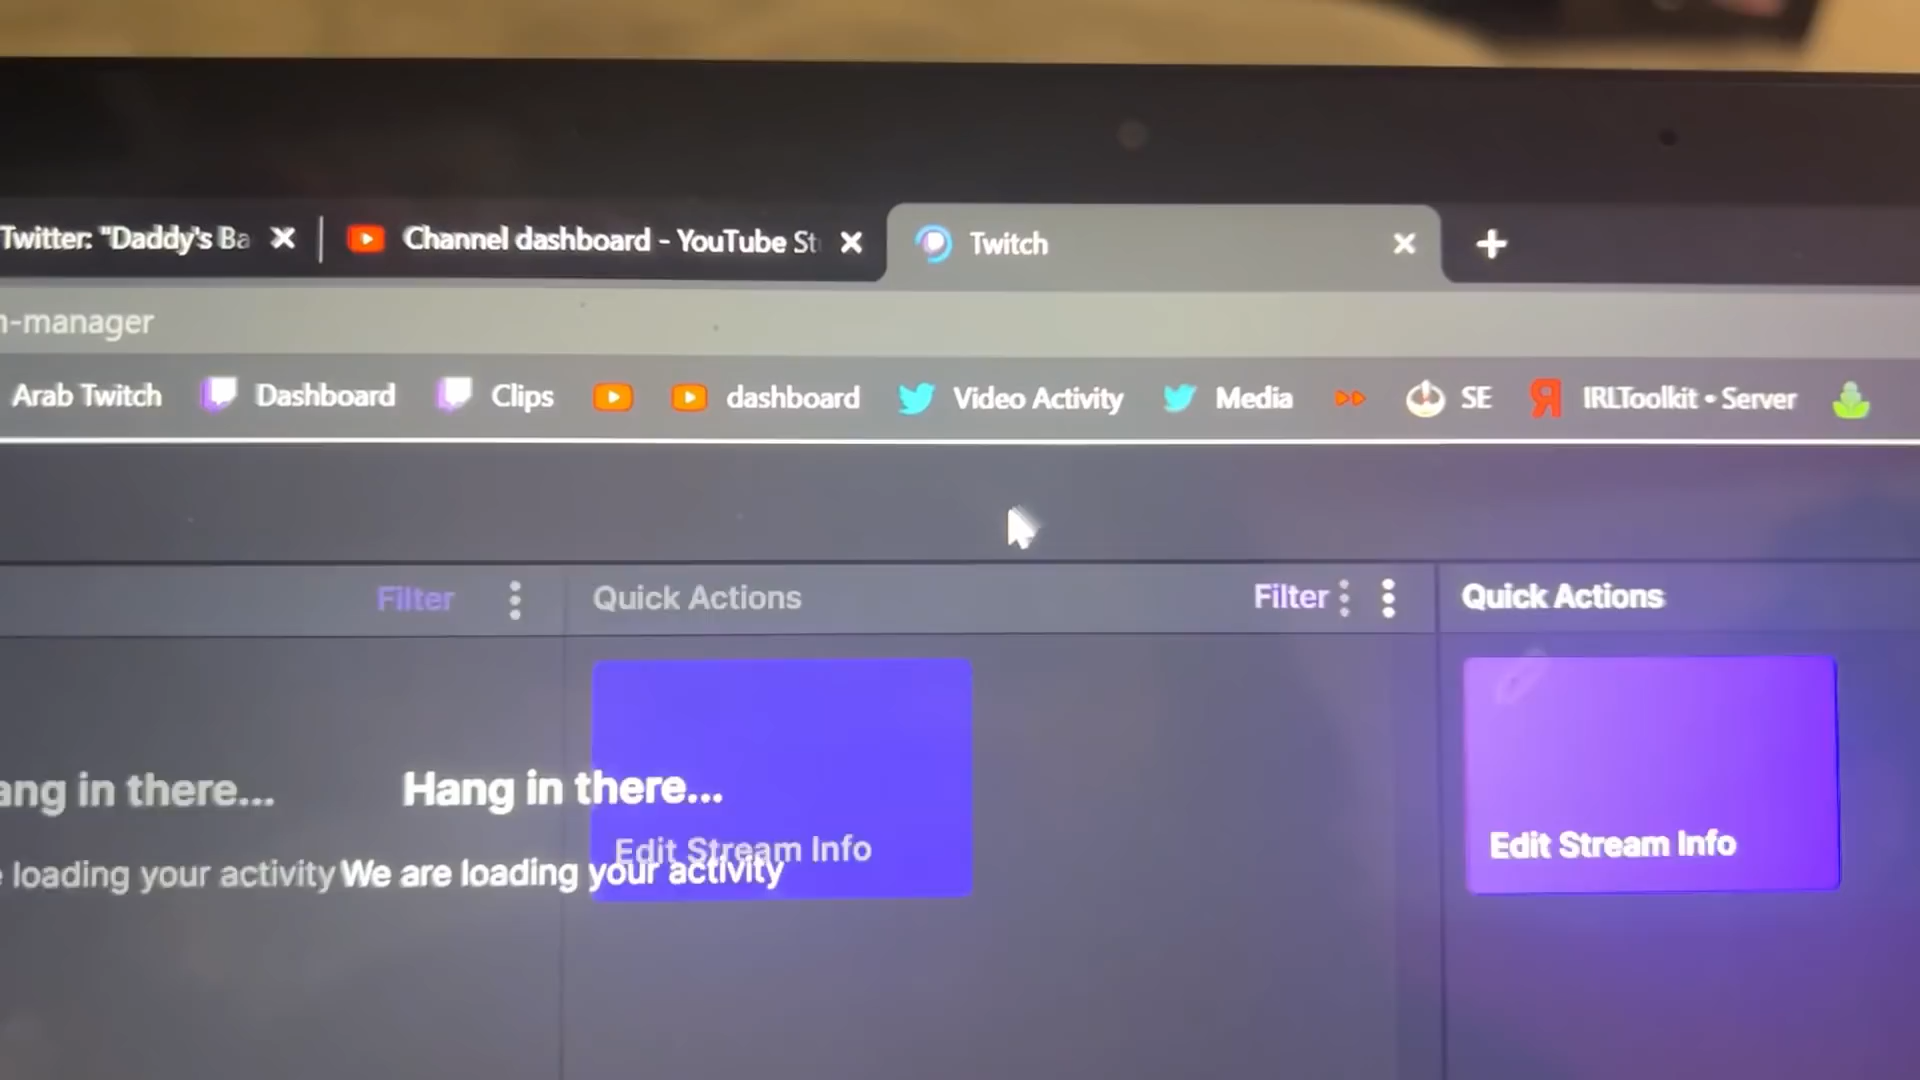 Twitter: "Daddy's Ba
Channel dashboard - YouTube St
Twitch
-manager
Arab Twitch
Dashboard
Clips
dashboard
Video Activity
Media
SE
IRLToolkit • Server
Filter
Quick Actions
Filter
Quick Actions
ang in there...
Hang in there...
Edit Stream Info
Edit Stream Info
loading your activity
We are loading your activity